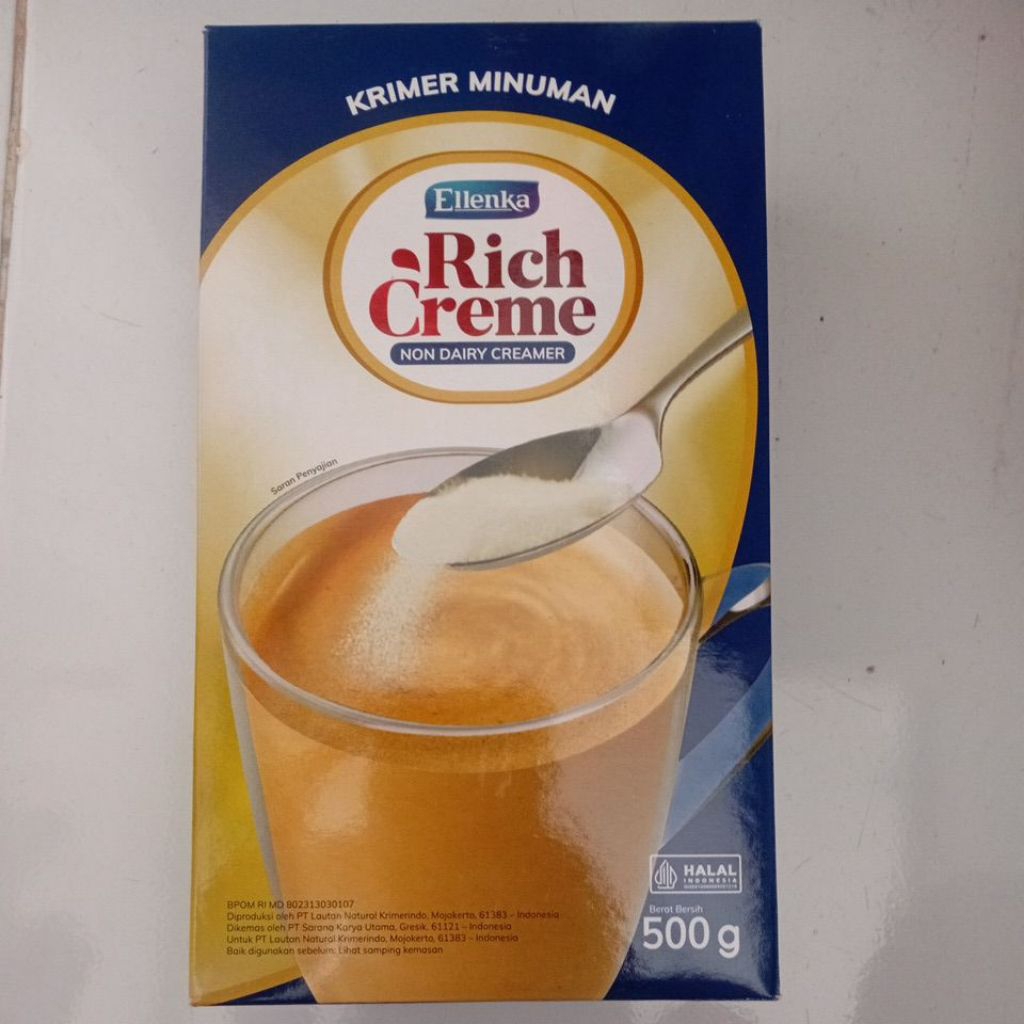 KRIMER MINUMAN
Ellenka
Rich
Creme
NON DAIRY CREAMER
Saran Penyajian
HALAL
INDONESIA
BPOM RI MD 802313030107
Diproduksi oleh PT Lautan Natural Krimerindo, Mojokerto, 61383 – Indonesia
Dikemas oleh PT Sarana Karya Utama, Gresik, 61121 – Indonesia
Untuk PT Lautan Natural Krimerindo, Mojokerto, 61383 – Indonesia
Baik digunakan sebelum: Lihat samping kemasan
Berat Bersih
500 g